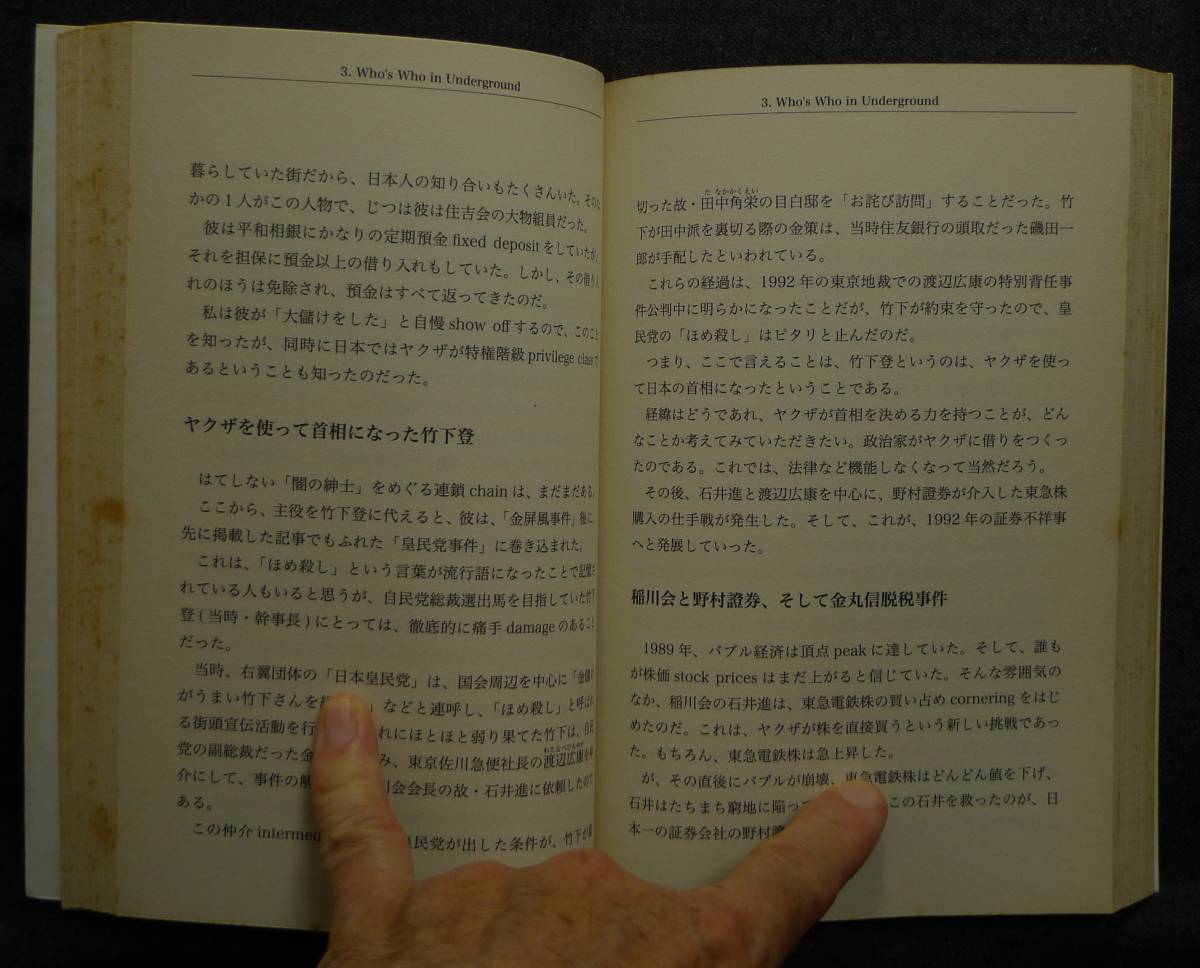 3. Who's Who in Underground
暮らしていた街だから、日本人の知り合いもたくさんいた。その
かの1人がこの人物で、じつは彼は住吉会の大物組員だった。
彼は平和相銀にかなりの定期預金 fixed deposit をしていたが、
それを担保に預金以上の借り入れもしていた。しかし、その借り入
れのほうは免除され、預金はすべて返ってきたのだ。
私は彼が「大儲けをした」と自慢 show off するので、このこと
を知ったが、同時に日本ではヤクザが特権階級 privilege class で
あるということも知ったのだった。
ヤクザを使って首相になった竹下登
はてしない「闇の紳士」をめぐる連鎖 chain は、まだまだある。
ここから、主役を竹下登に代えると、彼は、「金屏風事件」後に、
先に掲載した記事でもふれた「皇民党事件」に巻き込まれた。
これは、「ほめ殺し」という言葉が流行語になったことで記憶さ
れている人もいると思うが、自民党総裁選出馬を目指していた竹下
登(当時・幹事長)にとっては、徹底的に痛手 damage のあること
だった。
当時、右翼団体の「日本皇民党」は、国会周辺を中心に「金儲けの
がうまい竹下さんを 」などと連呼し、「ほめ殺し」と呼ばれ
る街頭宣伝活動を行 れにほとほと弱り果てた竹下は、自民
党の副総裁だった金 み、東京佐川急便社長の渡辺広康を仲
わたなべひろやす
介にして、事件の解 川会会長の故・石井進に依頼したので
ある。
この仲介 intermed 皇民党が出した条件が、竹下が裏
3. Who's Who in Underground
たなかかくえい
切った故・田中角栄の目白邸を「お詫び訪問」することだった。竹
下が田中派を裏切る際の金策は、当時住友銀行の頭取だった磯田一
郎が手配したといわれている。
これらの経過は、1992年の東京地裁での渡辺広康の特別背任事
件公判中に明らかになったことだが、竹下が約束を守ったので、皇
民党の「ほめ殺し」はピタリと止んだのだ。
つまり、ここで言えることは、竹下登というのは、ヤクザを使っ
て日本の首相になったということである。
経緯はどうであれ、ヤクザが首相を決める力を持つことが、どん
なことか考えてみていただきたい。政治家がヤクザに借りをつくっ
たのである。これでは、法律など機能しなくなって当然だろう。
その後、石井進と渡辺広康を中心に、野村證券が介入した東急株
購入の仕手戦が発生した。そして、これが、1992年の証券不祥事
へと発展していった。
稲川会と野村證券、そして金丸信脱税事件
1989年、バブル経済は頂点 peak に達していた。そして、誰も
が株価 stock prices はまだ上がると信じていた。そんな雰囲気の
なか、稲川会の石井進は、東急電鉄株の買い占め cornering をはじ
めたのだ。これは、ヤクザが株を直接買うという新しい挑戦であっ
た。もちろん、東急電鉄株は急上昇した。
が、その直後にバブルが崩壊、東急電鉄株はどんどん値を下げ、
石井はたちまち窮地に陥って この石井を救ったのが、日
本一の証券会社の野村證